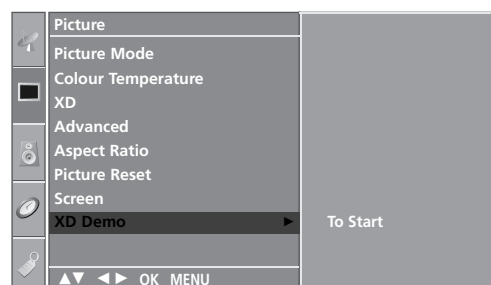 Picture
Picture Mode
Colour Temperature
XD
Advanced
Aspect Ratio
Picture Reset
Screen
XD Demo ► To Start
▲▼ ◄► OK MENU